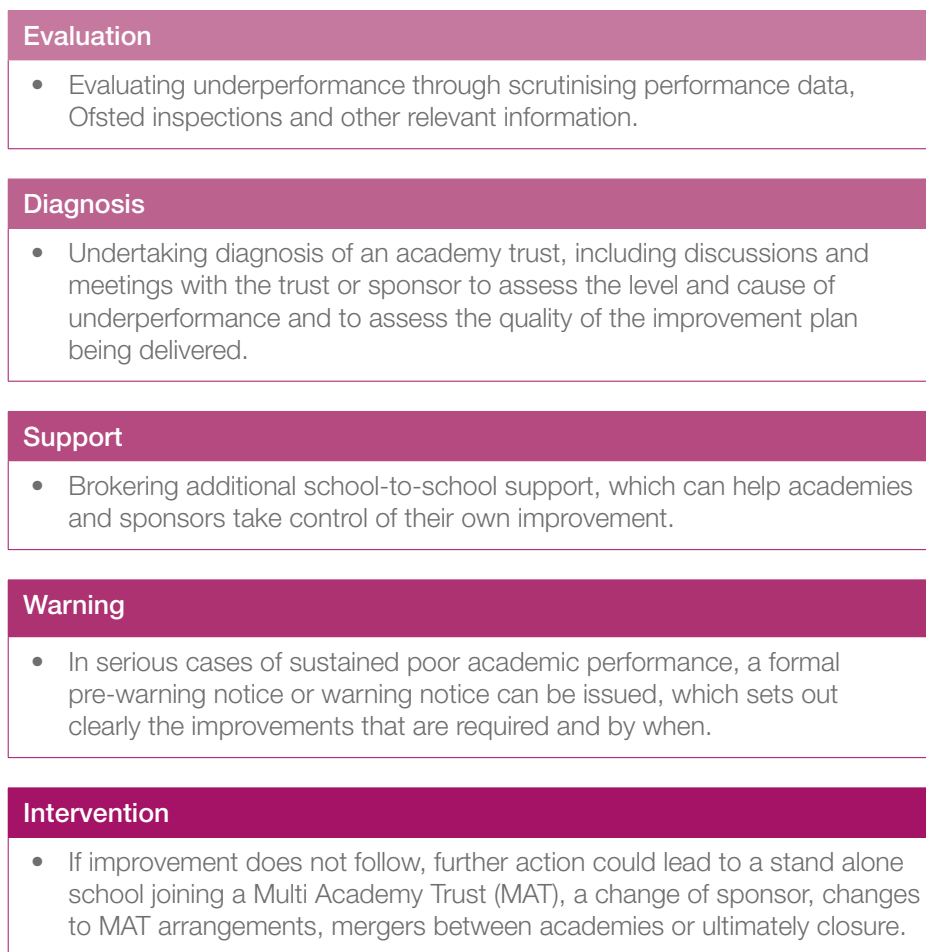 Evaluation
• Evaluating underperformance through scrutinising performance data,
Ofsted inspections and other relevant information.
Diagnosis
• Undertaking diagnosis of an academy trust, including discussions and
meetings with the trust or sponsor to assess the level and cause of
underperformance and to assess the quality of the improvement plan
being delivered.
Support
• Brokering additional school-to-school support, which can help academies
and sponsors take control of their own improvement.
Warning
• In serious cases of sustained poor academic performance, a formal
pre-warning notice or warning notice can be issued, which sets out
clearly the improvements that are required and by when.
Intervention
• If improvement does not follow, further action could lead to a stand alone
school joining a Multi Academy Trust (MAT), a change of sponsor, changes
to MAT arrangements, mergers between academies or ultimately closure.